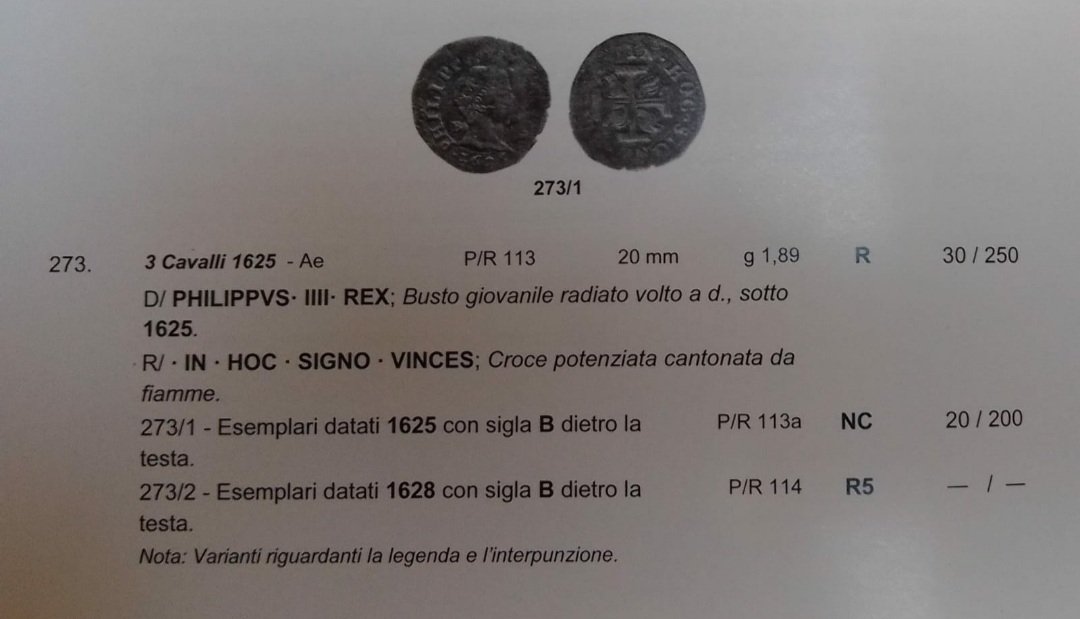 273/1
273. 3 Cavalli 1625 - Ae P/R 113 20 mm g 1,89 R 30 / 250
D/ PHILIPPVS· IIII· REX; Busto giovanile radiato volto a d., sotto
1625.
R/ · IN · HOC · SIGNO · VINCES; Croce potenziata cantonata da
fiamme.
273/1 - Esemplari datati 1625 con sigla B dietro la P/R 113a NC 20 / 200
testa.
273/2 - Esemplari datati 1628 con sigla B dietro la P/R 114 R5 — / —
testa.
Nota: Varianti riguardanti la legenda e l'interpunzione.